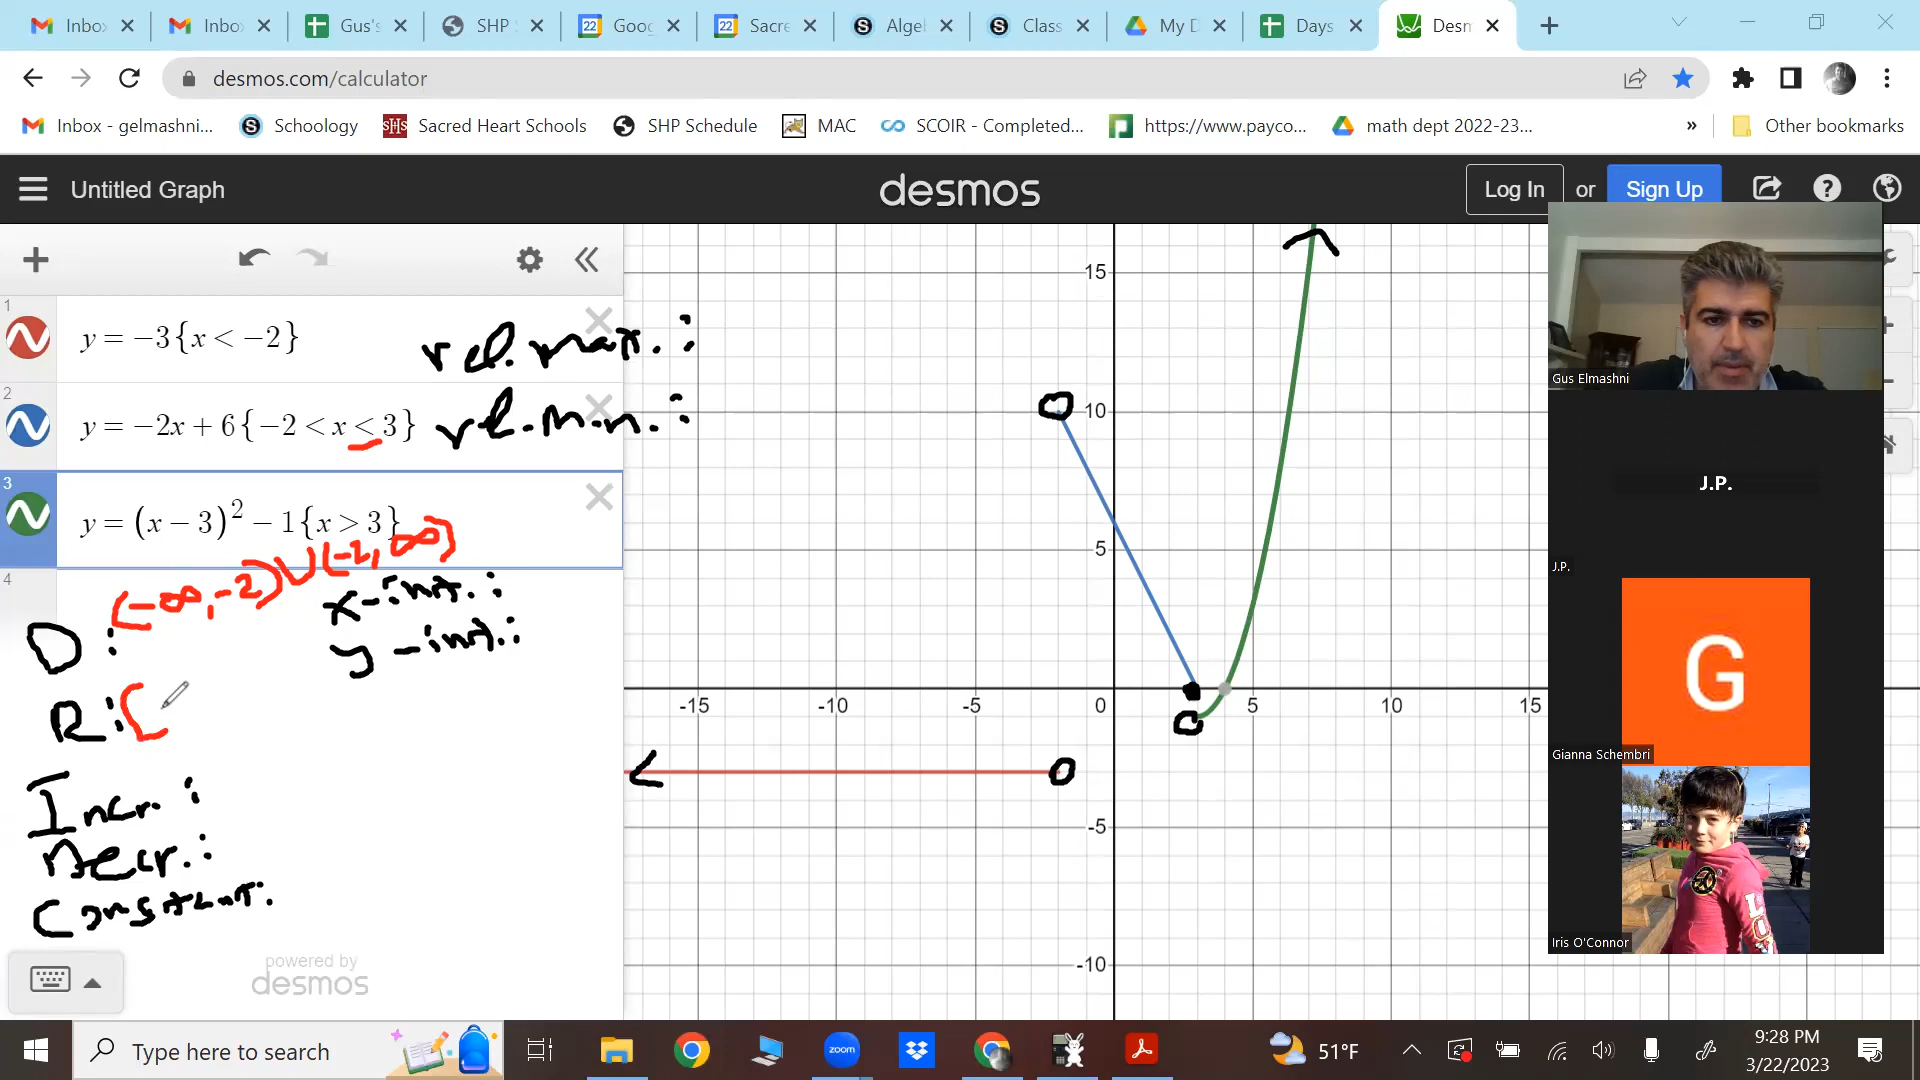 Inbox Inbox Gus's SHP Goog Sacre Algel Class My D Days Desm
desmos.com/calculator
Inbox - gelmashni... Schoology Sacred Heart Schools SHP Schedule MAC SCOIR - Completed... https://www.payco... math dept 2022-23... » Other bookmarks
Untitled Graph desmos Log In or Sign Up
1
y = −3{x < −2}
rel. max. :
2
y = −2x + 6{−2 < x < 3}
rel. min. :
3
y = (x − 3)² − 1{x > 3}
4
(-∞, -2) ∪ (-2, ∞)
D :
x-int. :
y-int. :
R : [
Incr. :
Decr. :
Constant :
powered by
desmos
15
10
5
-15 -10 -5 0 5 10 15
-5
-10
Gus Elmashni
J.P.
J.P.
G
Gianna Schembri
Iris O'Connor
Type here to search
zoom
51°F
9:28 PM
3/22/2023